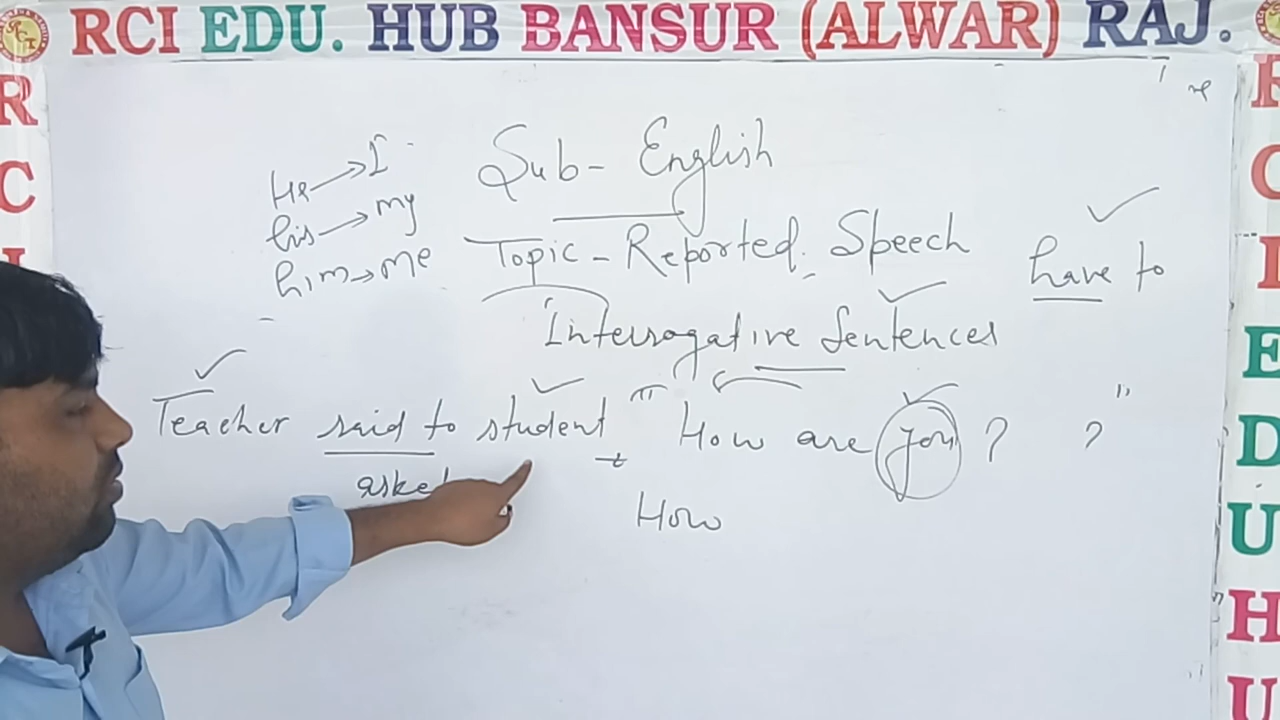 RCI EDU. HUB BANSUR (ALWAR) RAJ.
R
C
I
R
C
I
E
D
U
H
U
Sub- English
He → I
his → my
him → me
Topic - Reported Speech
have to
Interrogative Sentences
Teacher said to student, " How are you ? ? "
asked
How